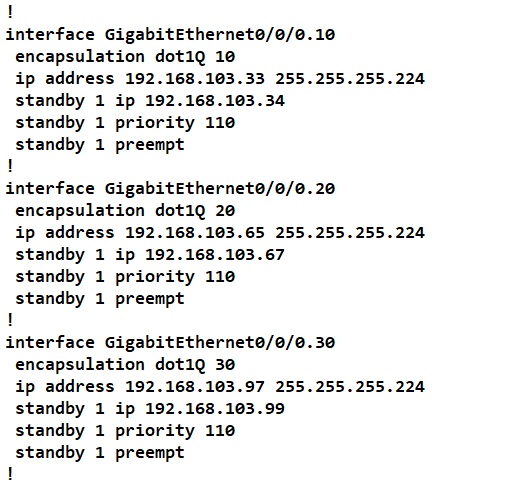 !
interface GigabitEthernet0/0/0.10
 encapsulation dot1Q 10
 ip address 192.168.103.33 255.255.255.224
 standby 1 ip 192.168.103.34
 standby 1 priority 110
 standby 1 preempt
!
interface GigabitEthernet0/0/0.20
 encapsulation dot1Q 20
 ip address 192.168.103.65 255.255.255.224
 standby 1 ip 192.168.103.67
 standby 1 priority 110
 standby 1 preempt
!
interface GigabitEthernet0/0/0.30
 encapsulation dot1Q 30
 ip address 192.168.103.97 255.255.255.224
 standby 1 ip 192.168.103.99
 standby 1 priority 110
 standby 1 preempt
!